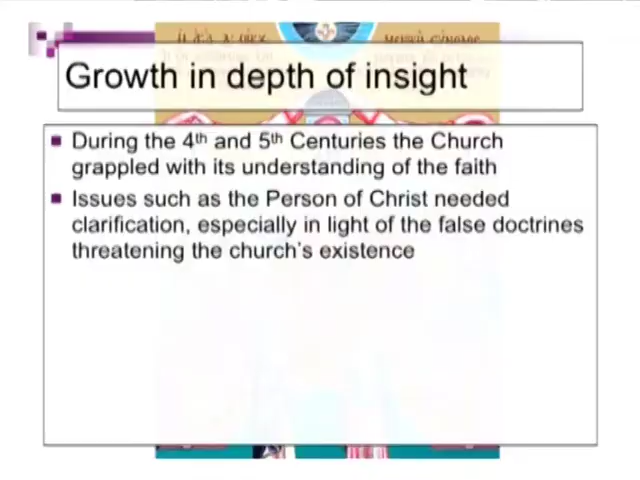 Growth in depth of insight
During the 4th and 5th Centuries the Church
grappled with its understanding of the faith
Issues such as the Person of Christ needed
clarification, especially in light of the false doctrines
threatening the church's existence